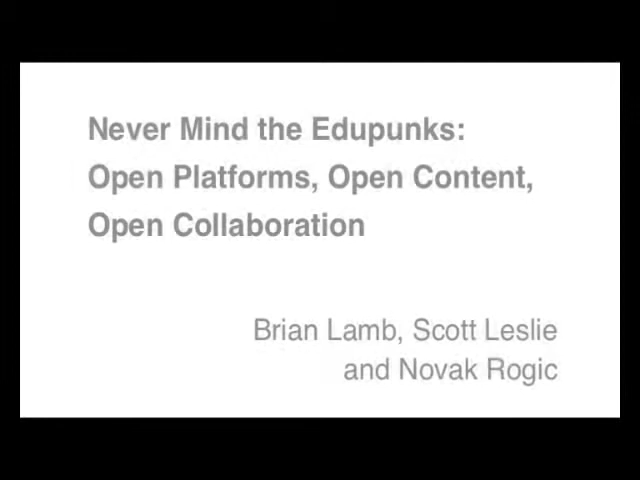 Never Mind the Edupunks:
Open Platforms, Open Content,
Open Collaboration
Brian Lamb, Scott Leslie
and Novak Rogic